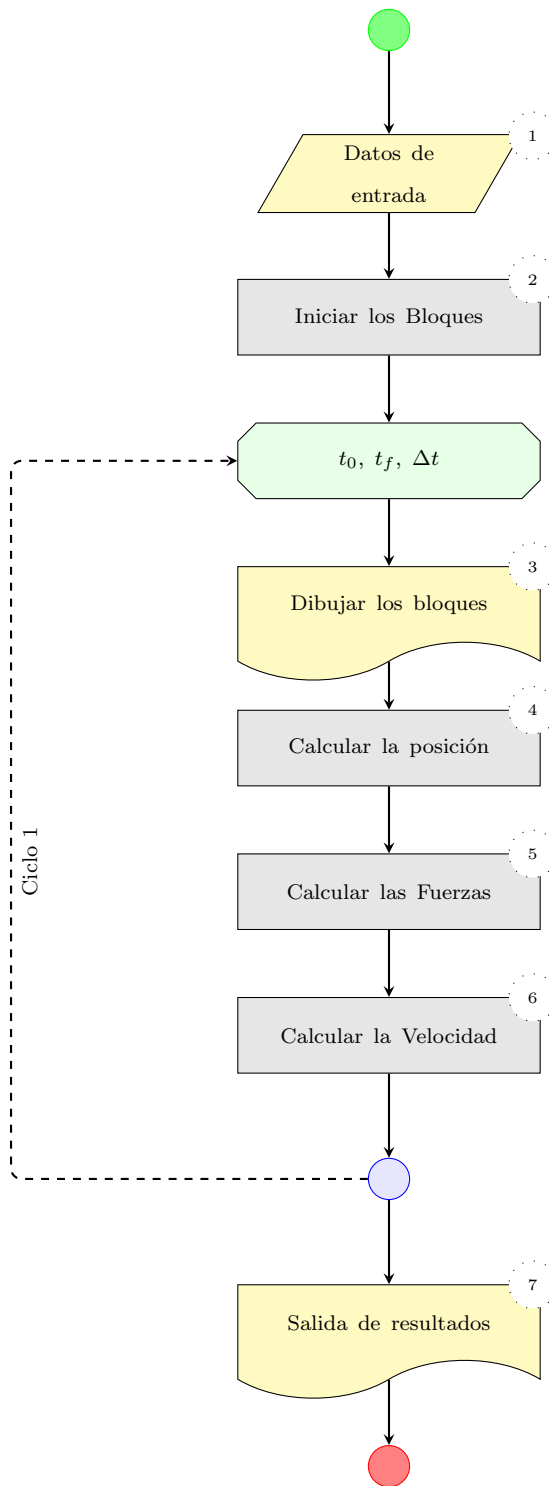 1
Datos de
entrada
2
Iniciar los Bloques
t₀, t_f, Δt
3
Dibujar los bloques
4
Calcular la posición
5
Calcular las Fuerzas
6
Calcular la Velocidad
Ciclo 1
7
Salida de resultados